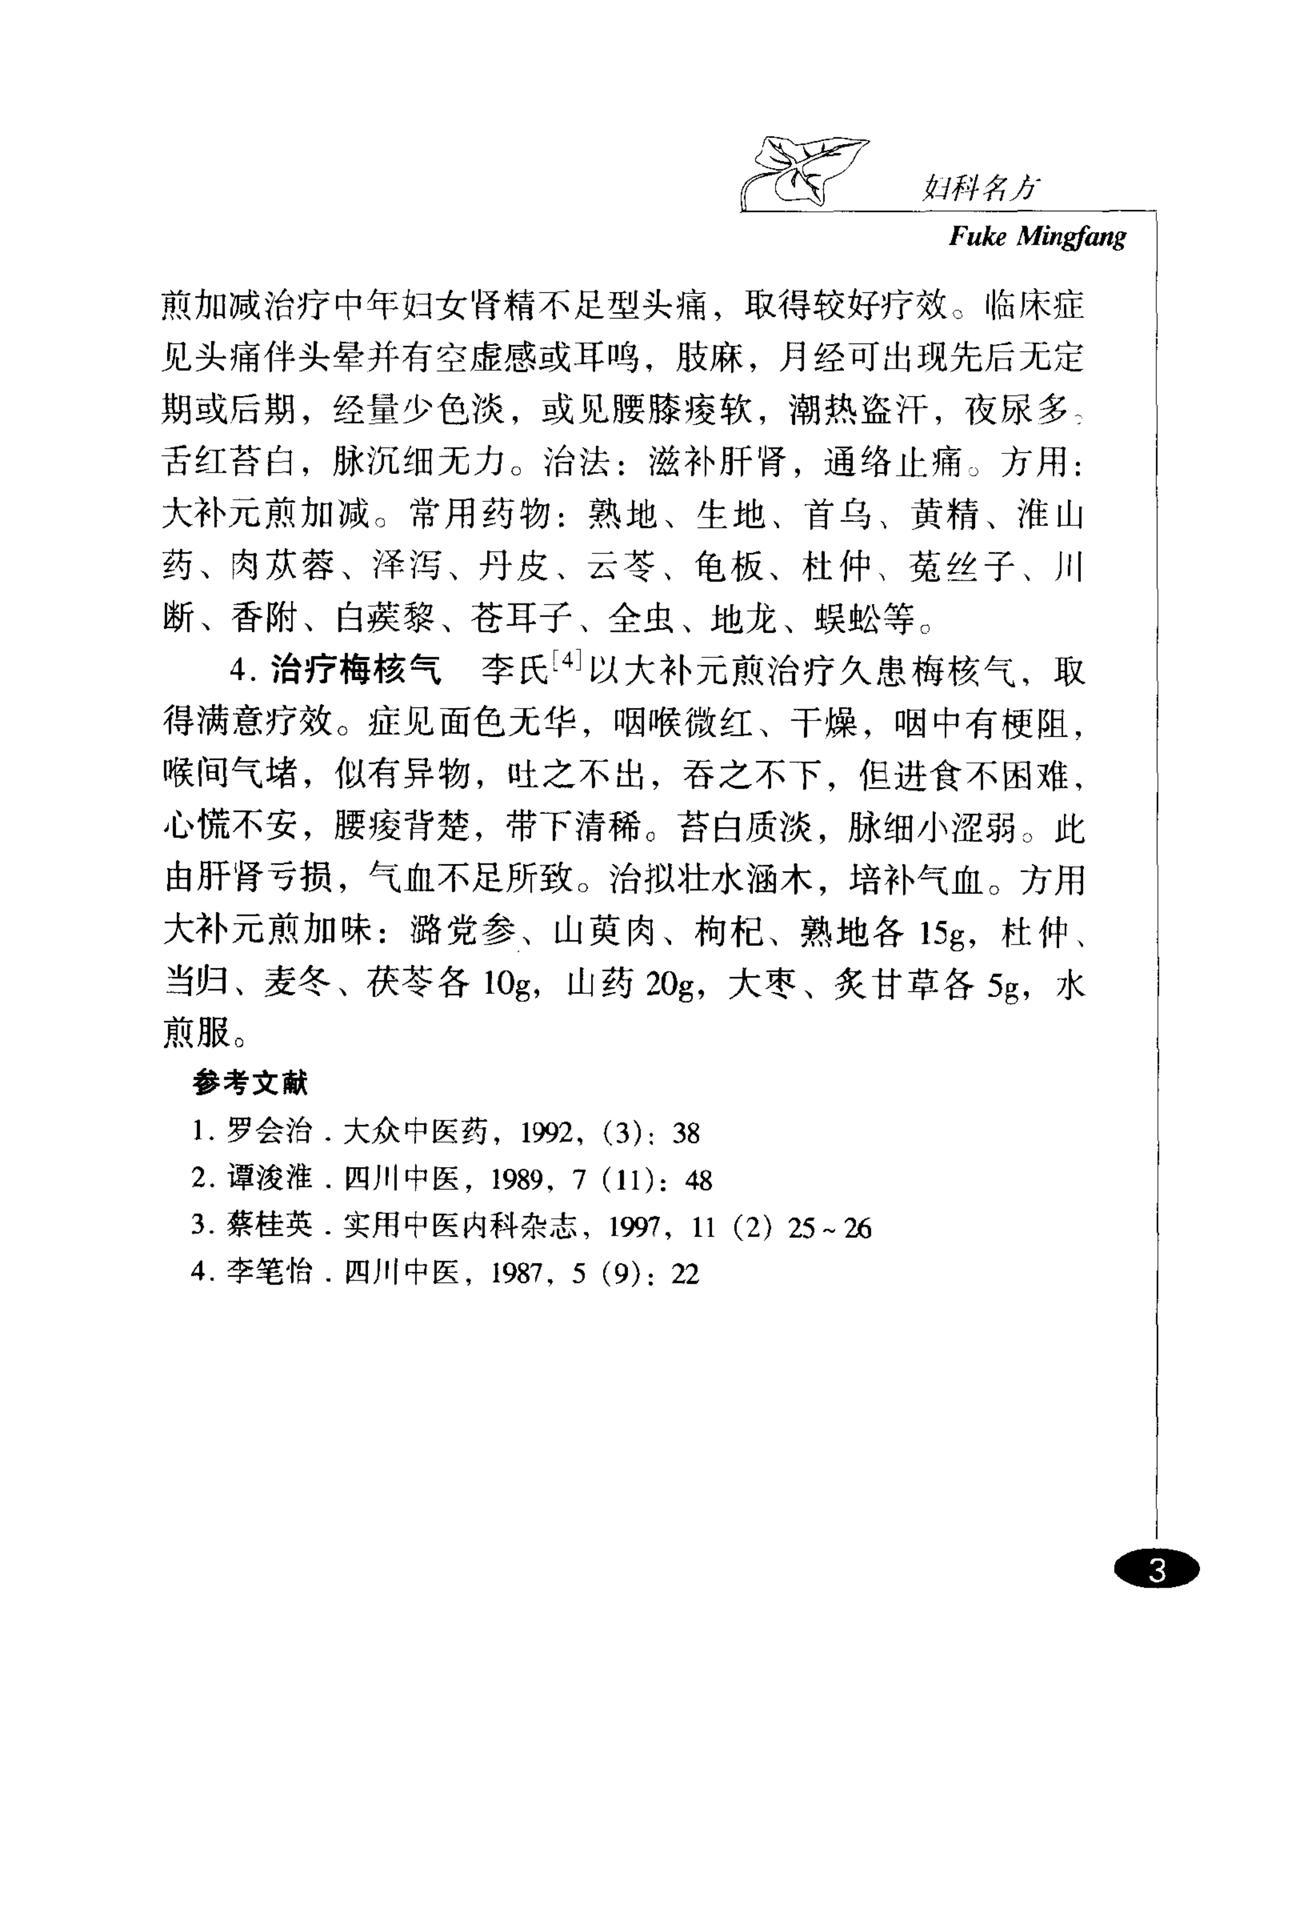 妇科名方
Fuke Mingfang
煎加减治疗中年妇女肾精不足型头痛，取得较好疗效。临床症
见头痛伴头晕并有空虚感或耳鸣，肢麻，月经可出现先后无定
期或后期，经量少色淡，或见腰膝痠软，潮热盗汗，夜尿多、
舌红苔白，脉沉细无力。治法：滋补肝肾，通络止痛。方用：
大补元煎加减。常用药物：熟地、生地、首乌、黄精、淮山
药、肉苁蓉、泽泻、丹皮、云苓、龟板、杜仲、菟丝子、川
断、香附、白蒺黎、苍耳子、全虫、地龙、蜈蚣等。
4. 治疗梅核气 李氏[4]以大补元煎治疗久患梅核气，取
得满意疗效。症见面色无华，咽喉微红、干燥，咽中有梗阻，
喉间气堵，似有异物，吐之不出，吞之不下，但进食不困难，
心慌不安，腰痠背楚，带下清稀。苔白质淡，脉细小涩弱。此
由肝肾亏损，气血不足所致。治拟壮水涵木，培补气血。方用
大补元煎加味：潞党参、山萸肉、枸杞、熟地各 15g，杜仲、
当归、麦冬、茯苓各 10g，山药 20g，大枣、炙甘草各 5g，水
煎服。
参考文献
1. 罗会治．大众中医药，1992，(3)：38
2. 谭浚淮．四川中医，1989，7 (11)：48
3. 蔡桂英．实用中医内科杂志，1997，11 (2) 25～26
4. 李笔怡．四川中医，1987，5 (9)：22
3